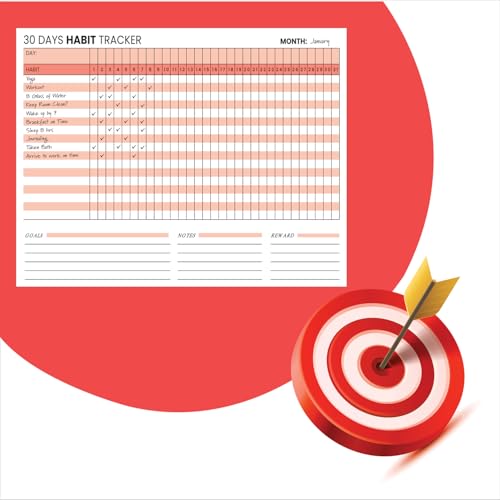 30 DAYS HABIT TRACKER
MONTH: January
DAY:
HABIT 1 2 3 4 5 6 7 8 9 10 11 12 13 14 15 16 17 18 19 20 21 22 23 24 25 26 27 28 29 30 31
Yoga
Workout
8 Glass of Water
Keep Room Clean?
Wake up by 7
Breakfast on Time
Sleep 8 hrs
Journaling
Taken Bath
Arrive to work on time
GOALS NOTES REWARD